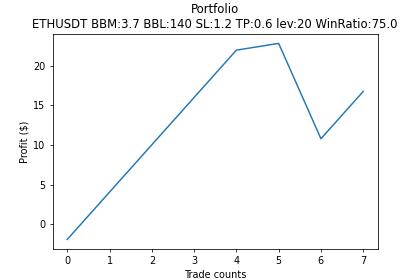 Portfolio
ETHUSDT BBM:3.7 BBL:140 SL:1.2 TP:0.6 lev:20 WinRatio:75.0
20
15
10
5
0
Profit ($)
0 1 2 3 4 5 6 7
Trade counts